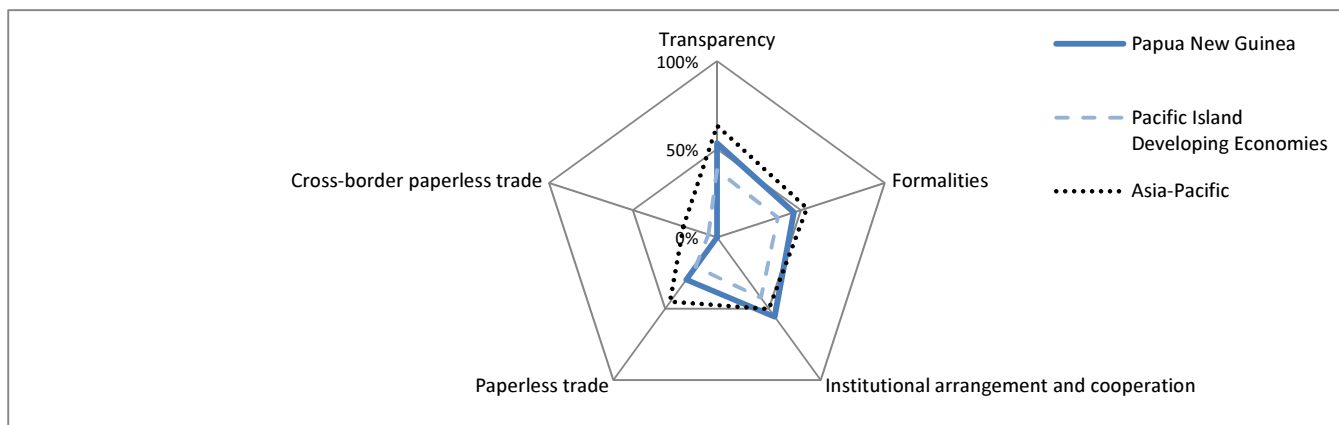 Transparency
100%
50%
0%
Formalities
Institutional arrangement and cooperation
Paperless trade
Cross-border paperless trade
Papua New Guinea
Pacific Island
Developing Economies
Asia-Pacific